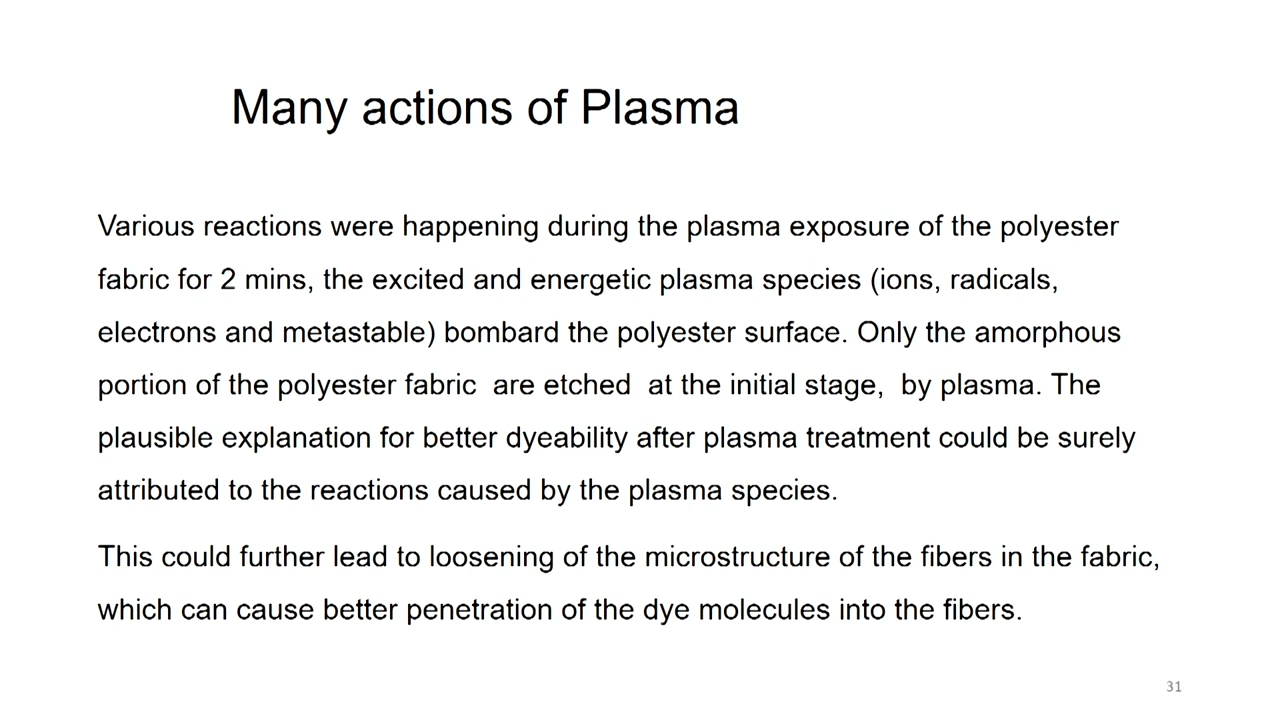 Many actions of Plasma
Various reactions were happening during the plasma exposure of the polyester
fabric for 2 mins, the excited and energetic plasma species (ions, radicals,
electrons and metastable) bombard the polyester surface. Only the amorphous
portion of the polyester fabric  are etched  at the initial stage,  by plasma. The
plausible explanation for better dyeability after plasma treatment could be surely
attributed to the reactions caused by the plasma species.
This could further lead to loosening of the microstructure of the fibers in the fabric,
which can cause better penetration of the dye molecules into the fibers.
31